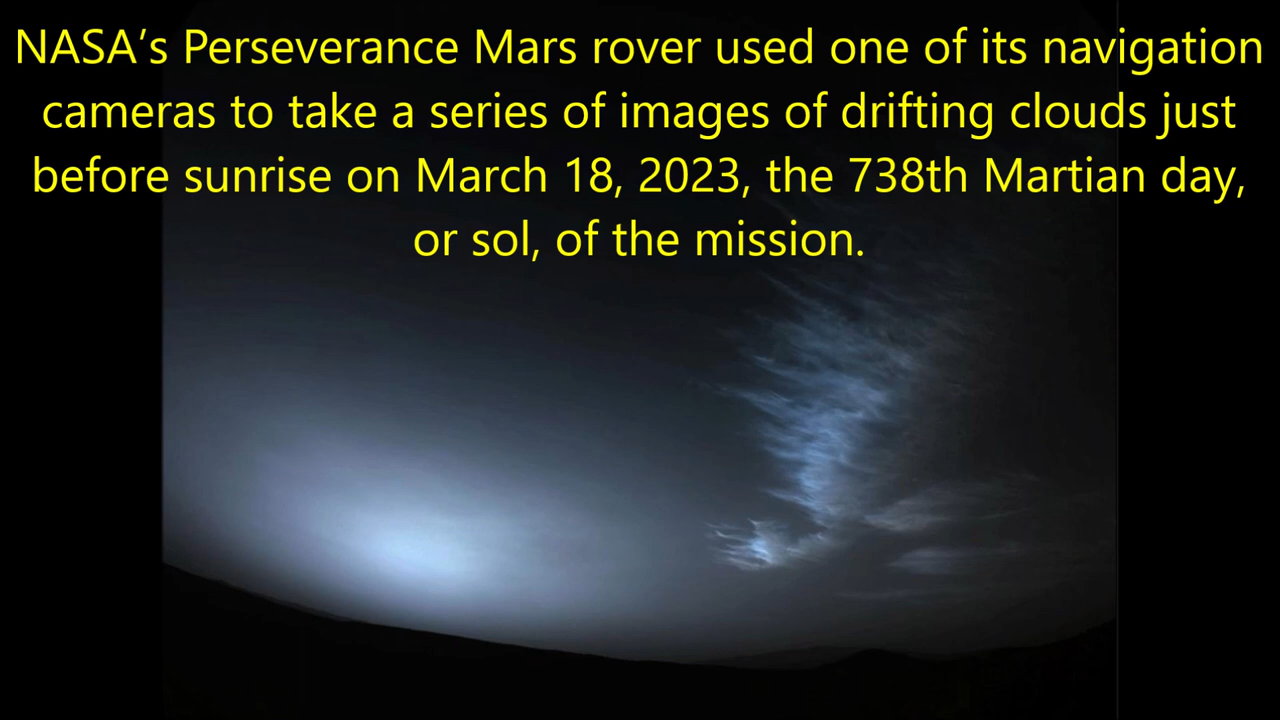 NASA’s Perseverance Mars rover used one of its navigation
cameras to take a series of images of drifting clouds just
before sunrise on March 18, 2023, the 738th Martian day,
or sol, of the mission.